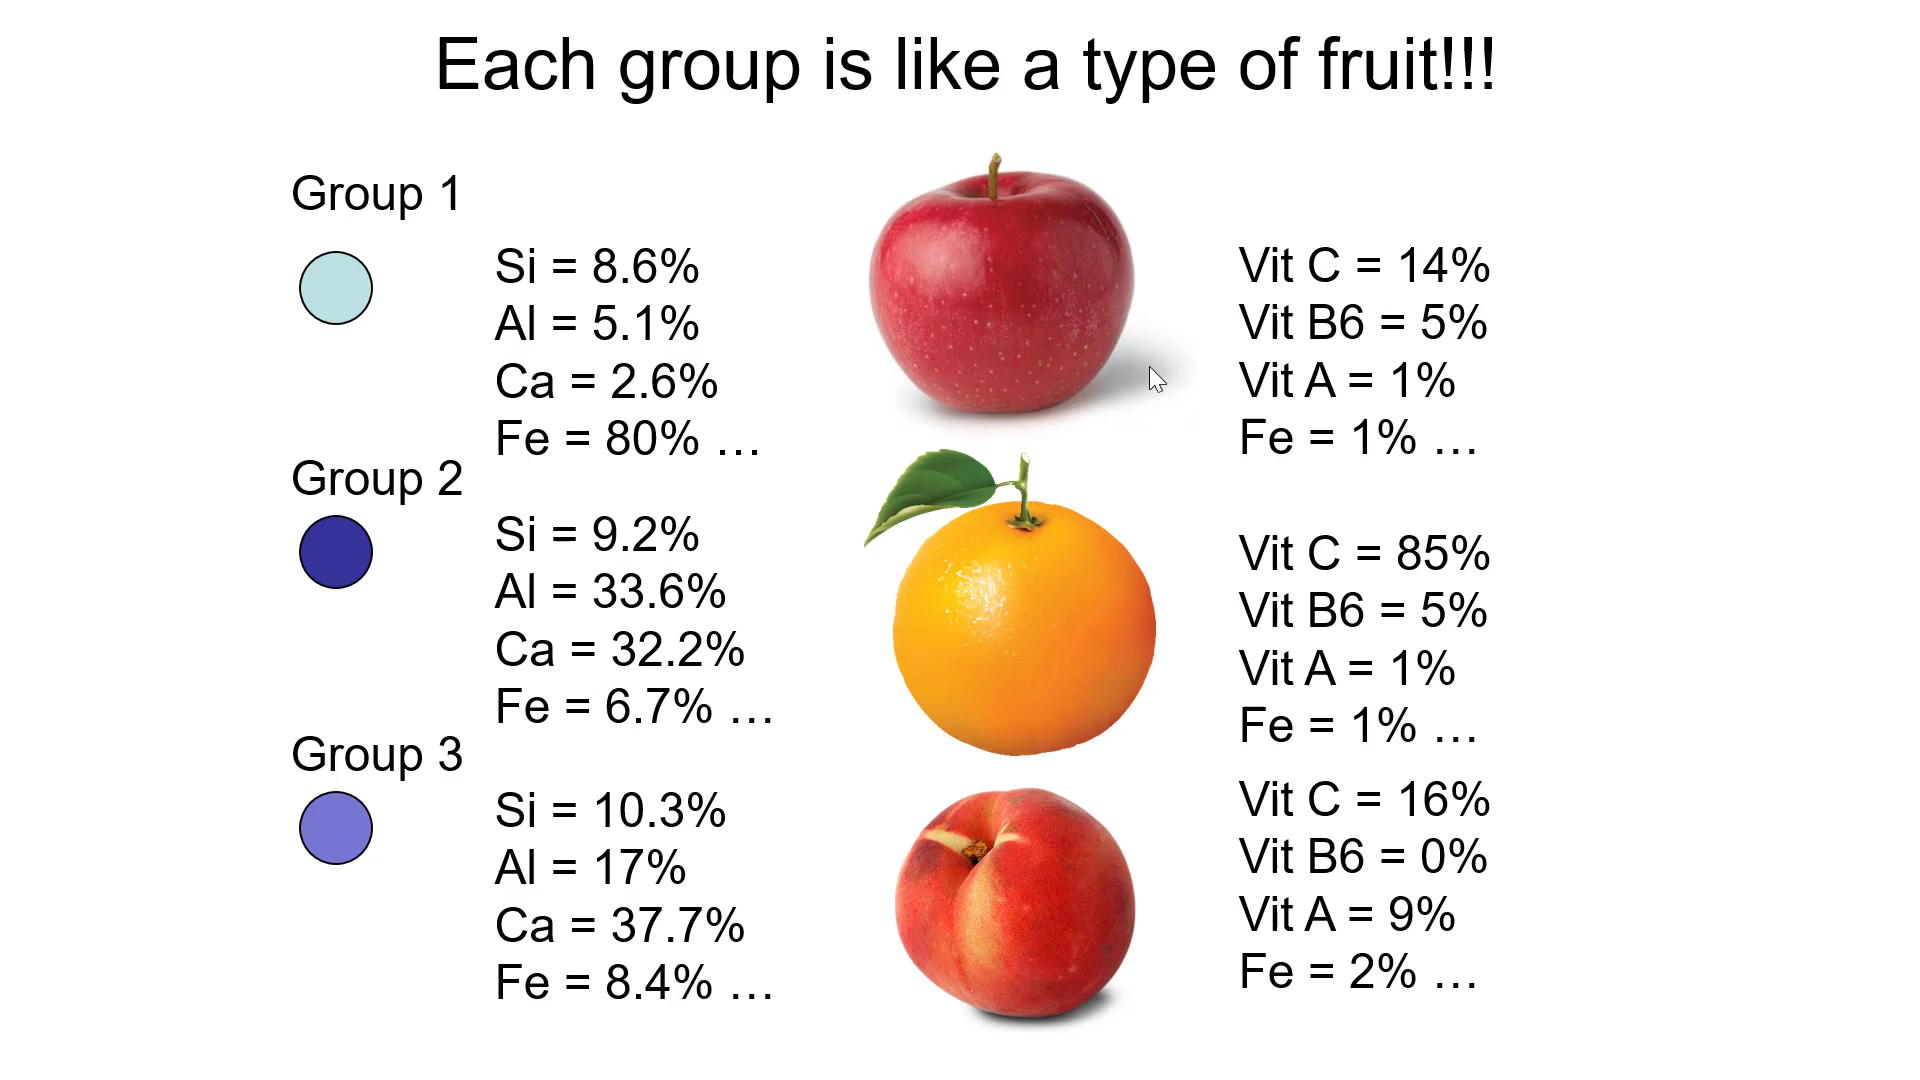 Each group is like a type of fruit!!!
Group 1
Si = 8.6%
Al = 5.1%
Ca = 2.6%
Fe = 80% …
Vit C = 14%
Vit B6 = 5%
Vit A = 1%
Fe = 1% …
Group 2
Si = 9.2%
Al = 33.6%
Ca = 32.2%
Fe = 6.7% …
Vit C = 85%
Vit B6 = 5%
Vit A = 1%
Fe = 1% …
Group 3
Si = 10.3%
Al = 17%
Ca = 37.7%
Fe = 8.4% …
Vit C = 16%
Vit B6 = 0%
Vit A = 9%
Fe = 2% …